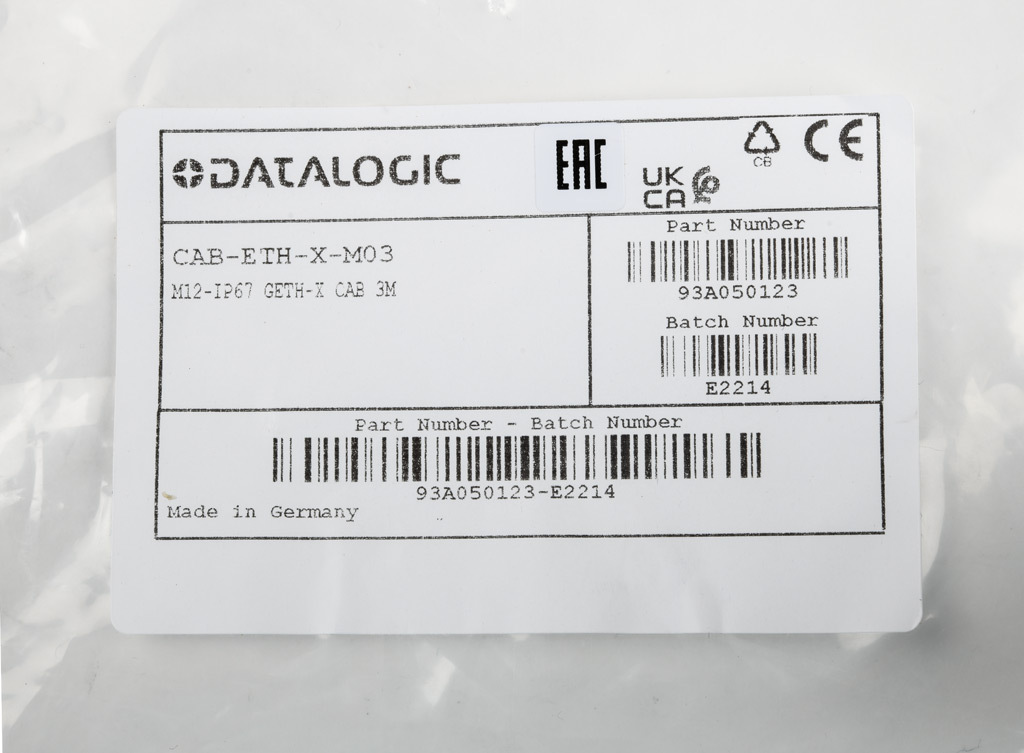 DATALOGIC
EAC
UK
CA
CB
CE
CAB-ETH-X-M03
M12-IP67 GETH-X CAB 3M
Part Number
93A050123
Batch Number
E2214
Part Number - Batch Number
93A050123-E2214
Made in Germany